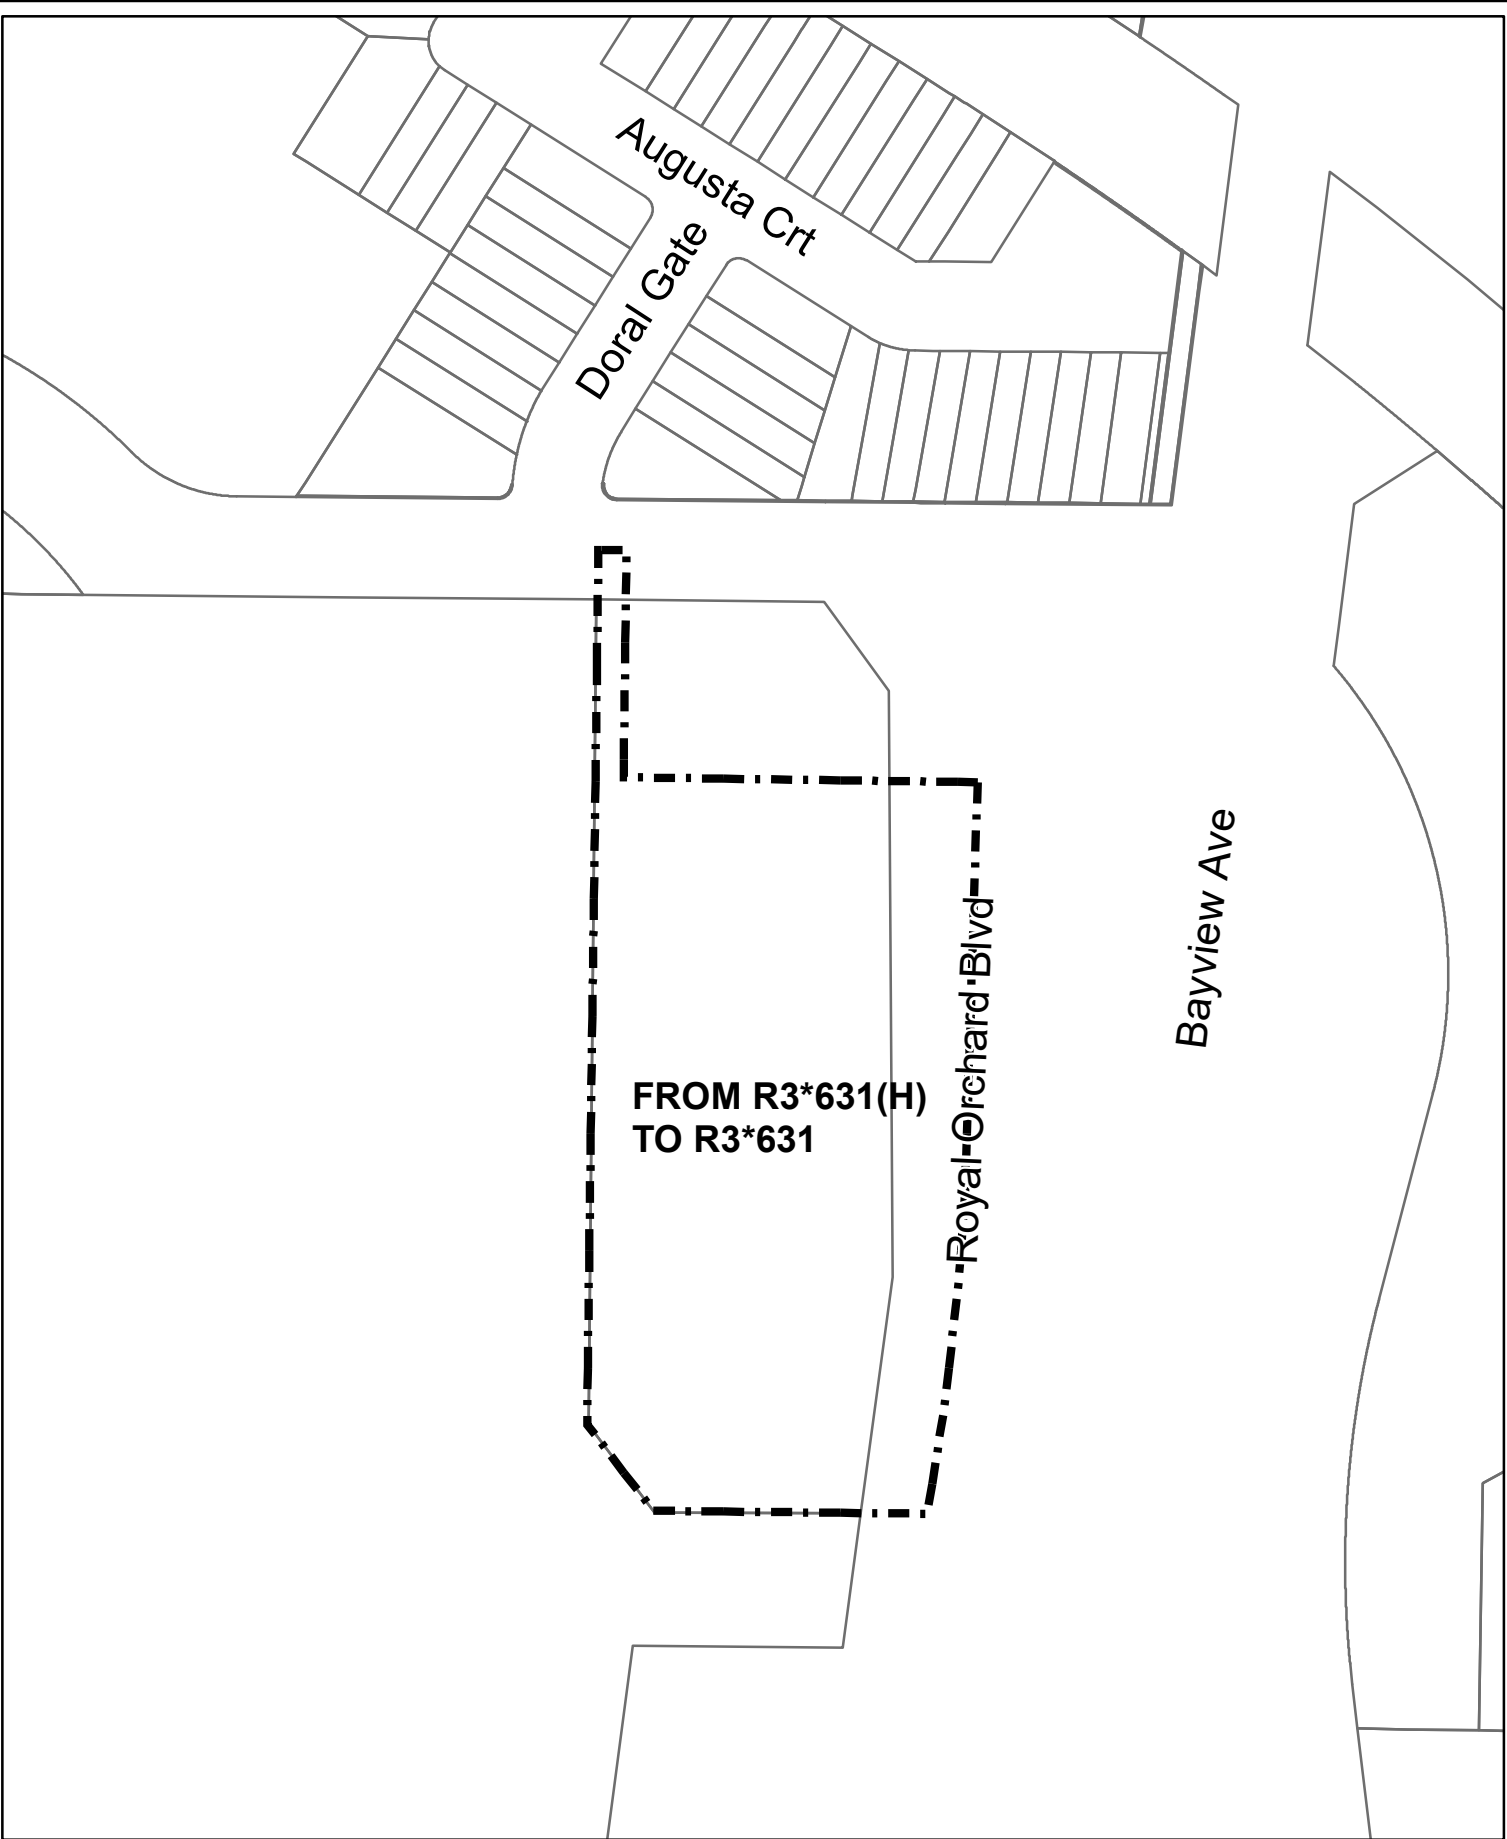 Augusta Crt
Doral Gate
Bayview Ave
Royal Orchard Blvd
FROM R3*631(H)
TO R3*631